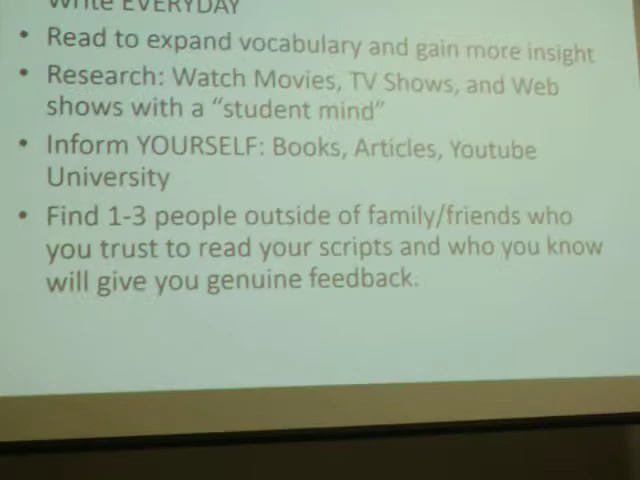 Write EVERYDAY
• Read to expand vocabulary and gain more insight
• Research: Watch Movies, TV Shows, and Web
shows with a “student mind”
• Inform YOURSELF: Books, Articles, Youtube
University
• Find 1-3 people outside of family/friends who
you trust to read your scripts and who you know
will give you genuine feedback.